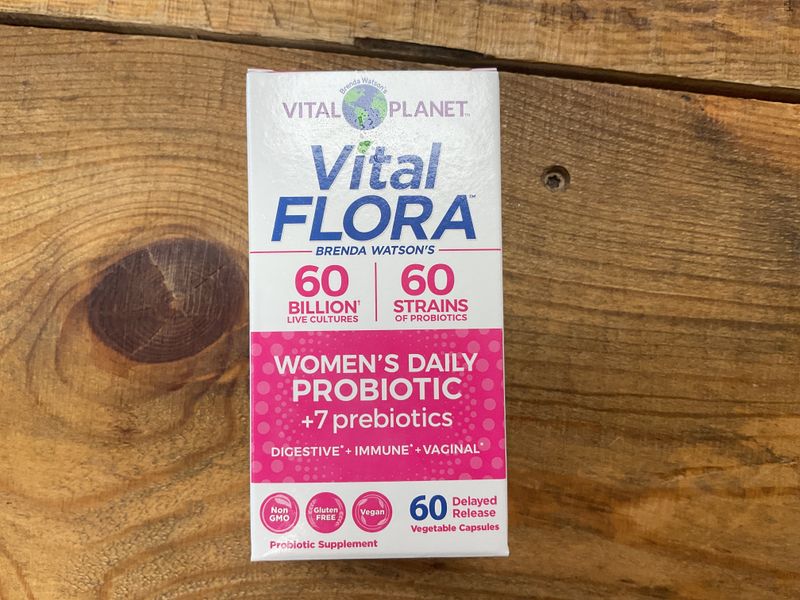 Brenda Watson's
VITAL PLANET™
Vital
FLORA™
BRENDA WATSON'S
60
BILLION†
LIVE CULTURES
60
STRAINS
OF PROBIOTICS
WOMEN'S DAILY
PROBIOTIC
+7 prebiotics
DIGESTIVE* + IMMUNE* + VAGINAL*
Non
GMO
Gluten
FREE
Vegan
60 Delayed
Release
Vegetable Capsules
Probiotic Supplement